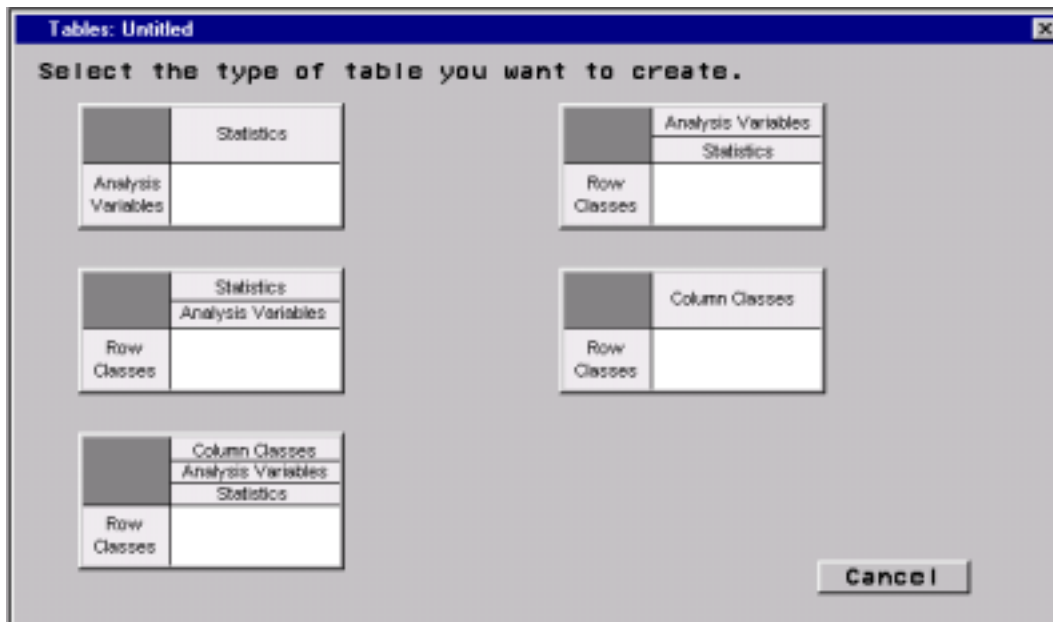 Tables: Untitled
Select the type of table you want to create.
Statistics
Analysis
Variables
Analysis Variables
Statistics
Row
Classes
Statistics
Analysis Variables
Row
Classes
Column Classes
Row
Classes
Column Classes
Analysis Variables
Statistics
Row
Classes
Cancel